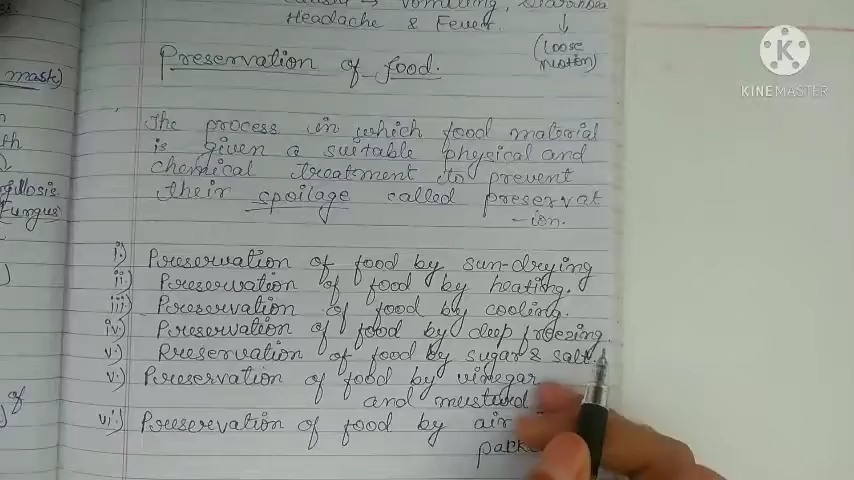 Headache & Fever.
(Loose
motion)
mask)
Preservation of food.
The process in which food material
is given a suitable physical and
chemical treatment to prevent
their spoilage called preservat
-ion.
i.) Preservation of food by sun-drying
ii.) Preservation of food by heating.
iii) Preservation of food by cooling.
iv.) Preservation of food by deep freezing.
v.) Preservation of food by sugar & salt.
v.) Preservation of food by vinegar
and mustard
vi.) Preservation of food by air
Fungus)
of
K
KINEMASTER